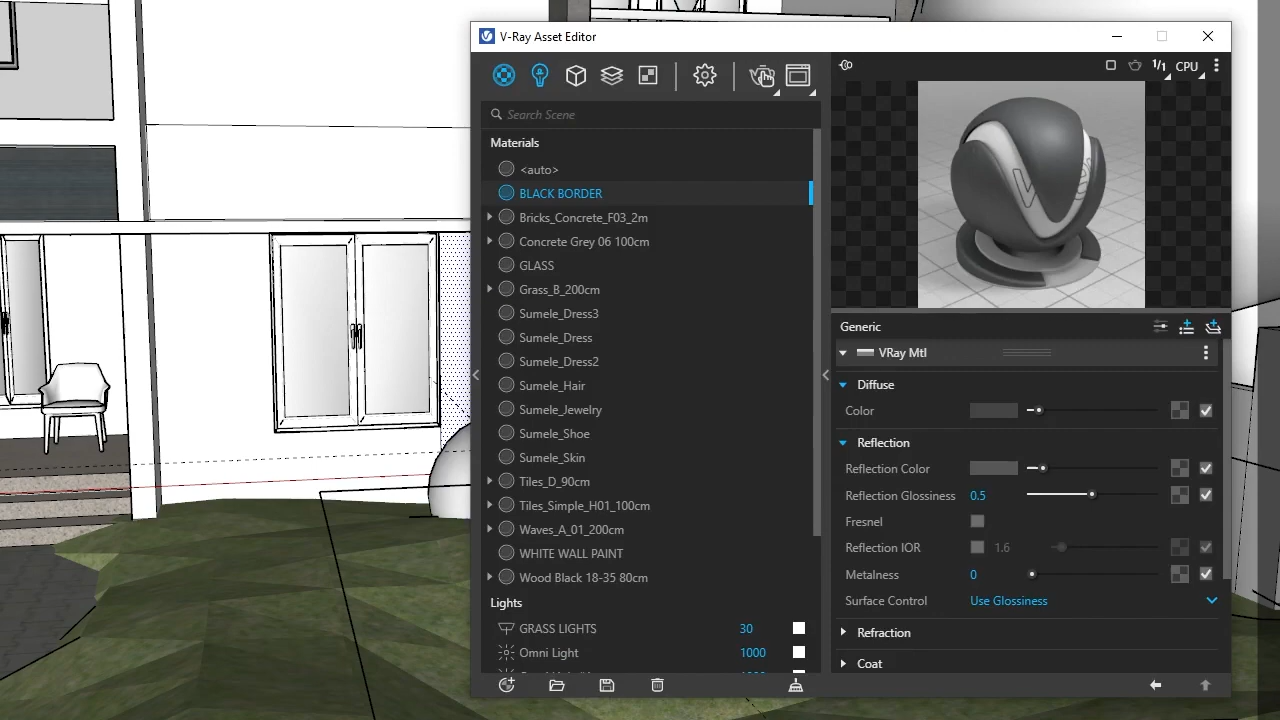 V-Ray Asset Editor
1/1 CPU
Search Scene
Materials
<auto>
BLACK BORDER
Bricks_Concrete_F03_2m
Concrete Grey 06 100cm
GLASS
Grass_B_200cm
Sumele_Dress3
Sumele_Dress
Sumele_Dress2
Sumele_Hair
Sumele_Jewelry
Sumele_Shoe
Sumele_Skin
Tiles_D_90cm
Tiles_Simple_H01_100cm
Waves_A_01_200cm
WHITE WALL PAINT
Wood Black 18-35 80cm
Lights
GRASS LIGHTS 30
Omni Light 1000
Generic
VRay Mtl
Diffuse
Color
Reflection
Reflection Color
Reflection Glossiness 0.5
Fresnel
Reflection IOR 1.6
Metalness 0
Surface Control Use Glossiness
Refraction
Coat